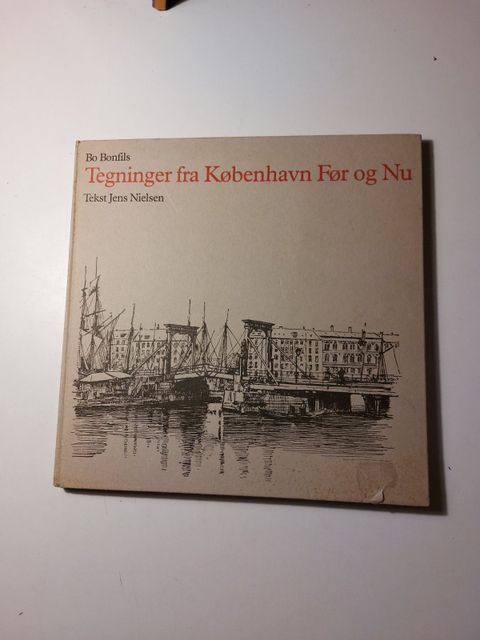 Bo Bonfils
Tegninger fra København Før og Nu
Tekst Jens Nielsen